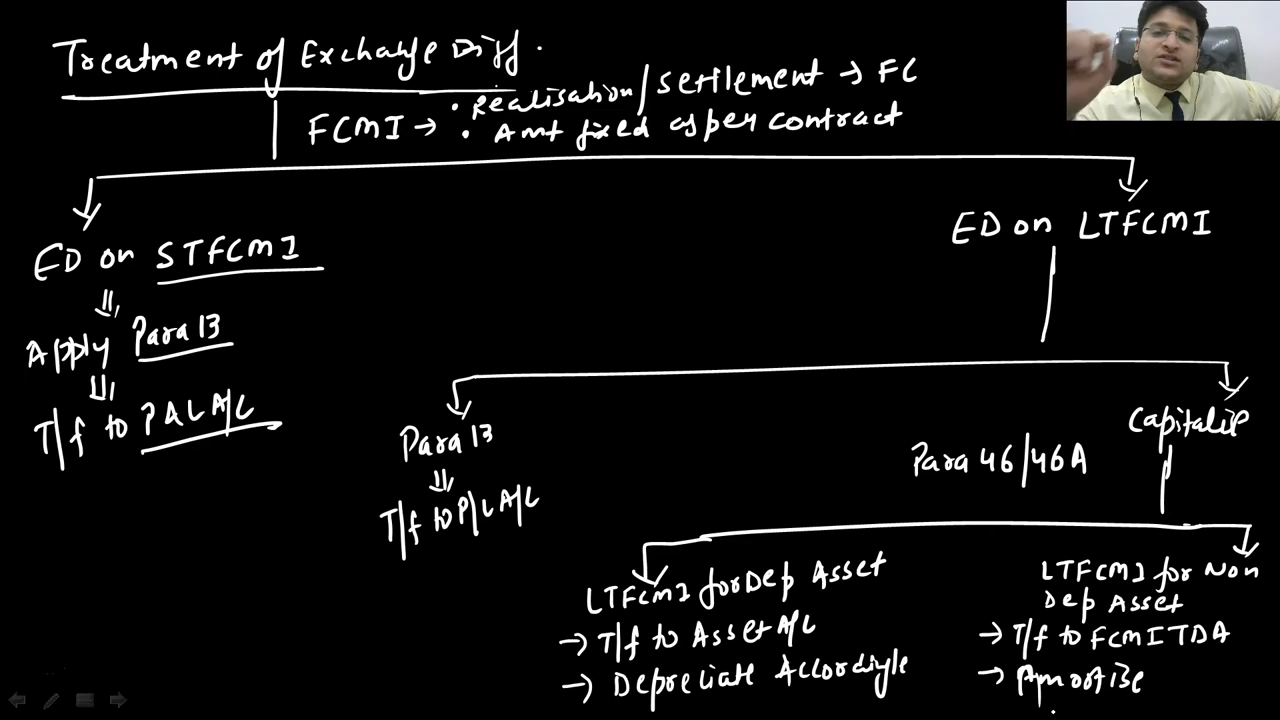 Treatment of Exchange Diff.
FCMI → • Realisation/Settlement → FC
• Amt fixed as per contract
ED on STFCMI
ED on LTFCMI
Apply Para 13
T/f to P&L A/c
Para 13
T/f to P/L A/c
Capitalise
Para 46/46A
LTFCMI for Dep Asset
→ T/f to Asset A/c
→ Depreciate Accordingly
LTFCMI for Non
Dep Asset
→ T/f to FCMITDA
→ Amortise